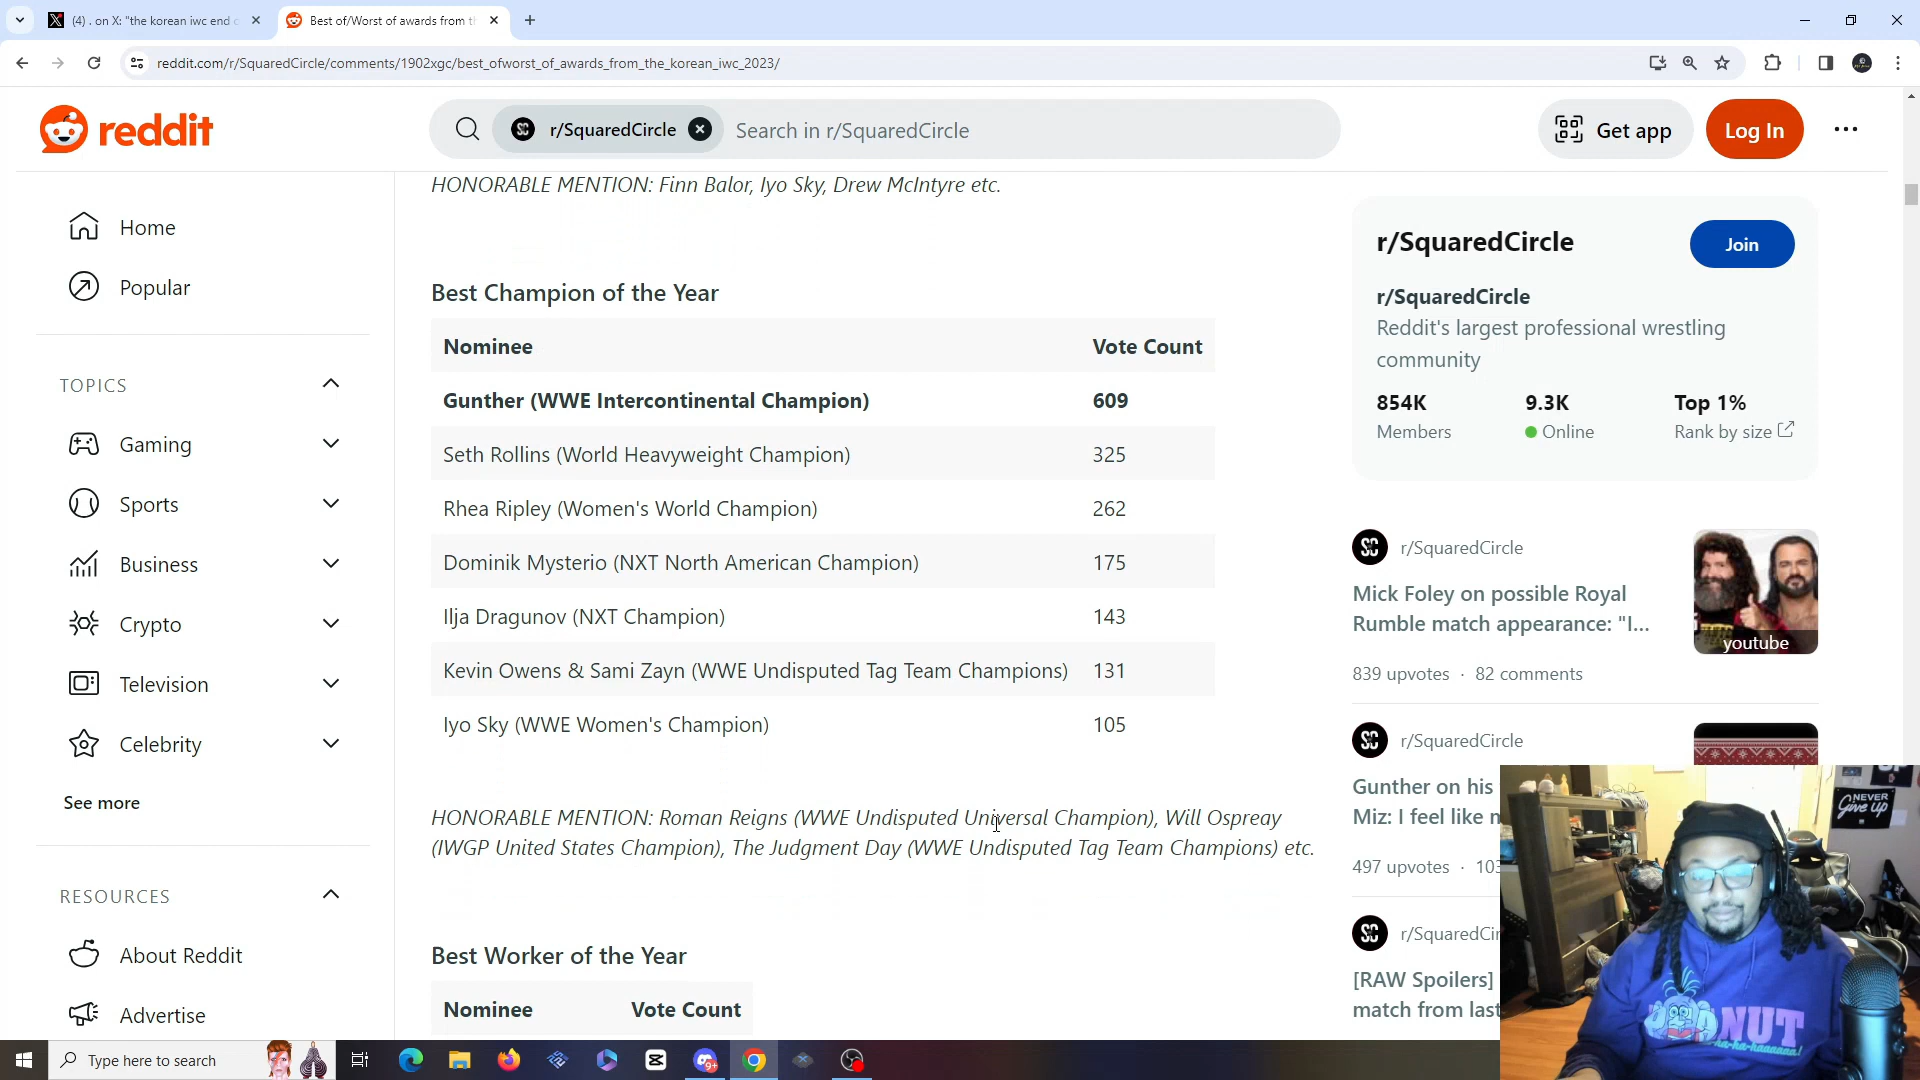 (4) . on X: "the korean iwc end
Best of/Worst of awards from
reddit.com/r/SquaredCircle/comments/1902xgc/best_ofworst_of_awards_from_the_korean_iwc_2023/
reddit
r/SquaredCircle
Search in r/SquaredCircle
Get app
Log In
Home
Popular
TOPICS
Gaming
Sports
Business
Crypto
Television
Celebrity
See more
RESOURCES
About Reddit
Advertise
HONORABLE MENTION: Finn Balor, Iyo Sky, Drew McIntyre etc.
Best Champion of the Year
Nominee Vote Count
Gunther (WWE Intercontinental Champion) 609
Seth Rollins (World Heavyweight Champion) 325
Rhea Ripley (Women's World Champion) 262
Dominik Mysterio (NXT North American Champion) 175
Ilja Dragunov (NXT Champion) 143
Kevin Owens & Sami Zayn (WWE Undisputed Tag Team Champions) 131
Iyo Sky (WWE Women's Champion) 105
HONORABLE MENTION: Roman Reigns (WWE Undisputed Universal Champion), Will Ospreay
(IWGP United States Champion), The Judgment Day (WWE Undisputed Tag Team Champions) etc.
Best Worker of the Year
Nominee Vote Count
r/SquaredCircle
Join
r/SquaredCircle
Reddit's largest professional wrestling
community
854K 9.3K Top 1%
Members Online Rank by size
r/SquaredCircle
Mick Foley on possible Royal
Rumble match appearance: "I...
youtube
839 upvotes · 82 comments
r/SquaredCircle
Gunther on his
Miz: I feel like
497 upvotes · 10
r/SquaredCir
[RAW Spoilers]
match from last
NEVER
Give up
NUT
Type here to search
9+